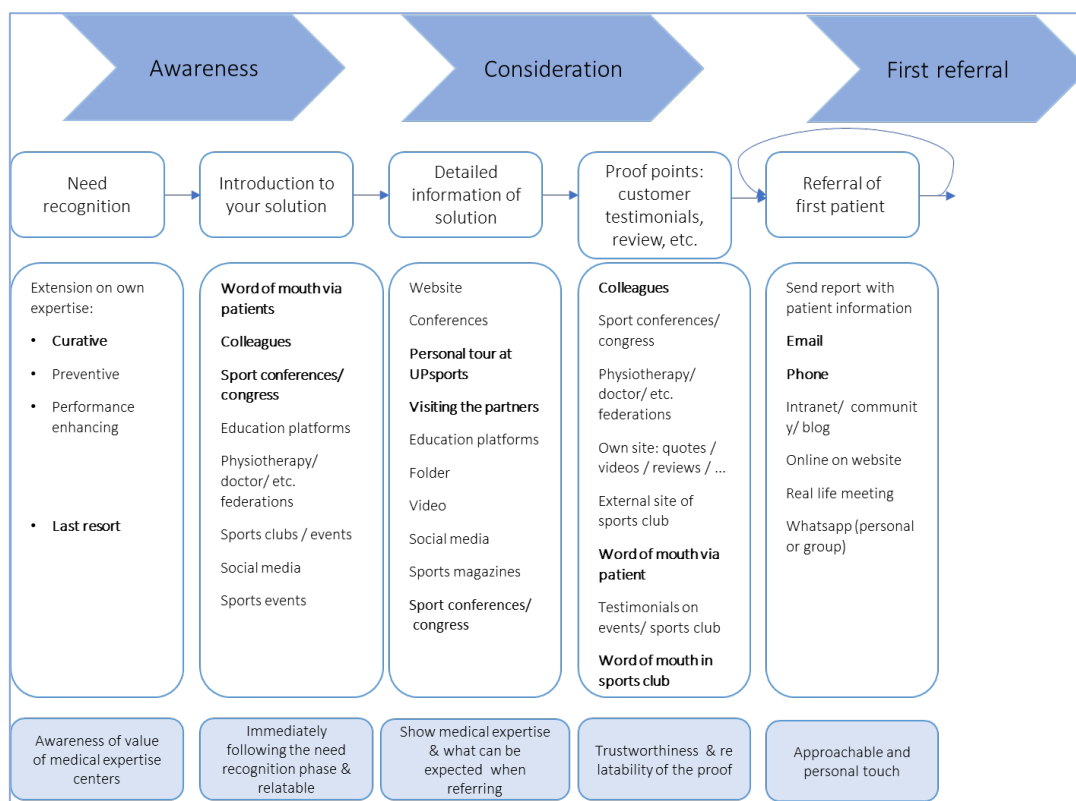 Awareness
Consideration
First referral
Need
recognition
Introduction to
your solution
Detailed
information of
solution
Proof points:
customer
testimonials,
review, etc.
Referral of
first patient
Extension on own
expertise:
• Curative
• Preventive
• Performance
enhancing
• Last resort
Word of mouth via
patients
Colleagues
Sport conferences/
congress
Education platforms
Physiotherapy/
doctor/ etc.
federations
Sports clubs / events
Social media
Sports events
Website
Conferences
Personal tour at
UPsports
Visiting the partners
Education platforms
Folder
Video
Social media
Sports magazines
Sport conferences/
congress
Colleagues
Sport conferences/
congress
Physiotherapy/
doctor/ etc.
federations
Own site: quotes /
videos / reviews / ...
External site of
sports club
Word of mouth via
patient
Testimonials on
events/ sports club
Word of mouth in
sports club
Send report with
patient information
Email
Phone
Intranet/ communit
y/ blog
Online on website
Real life meeting
Whatsapp (personal
or group)
Awareness of value
of medical expertise
centers
Immediately
following the need
recognition phase &
relatable
Show medical expertise
& what can be
expected when
referring
Trustworthiness & re
latability of the proof
Approachable and
personal touch